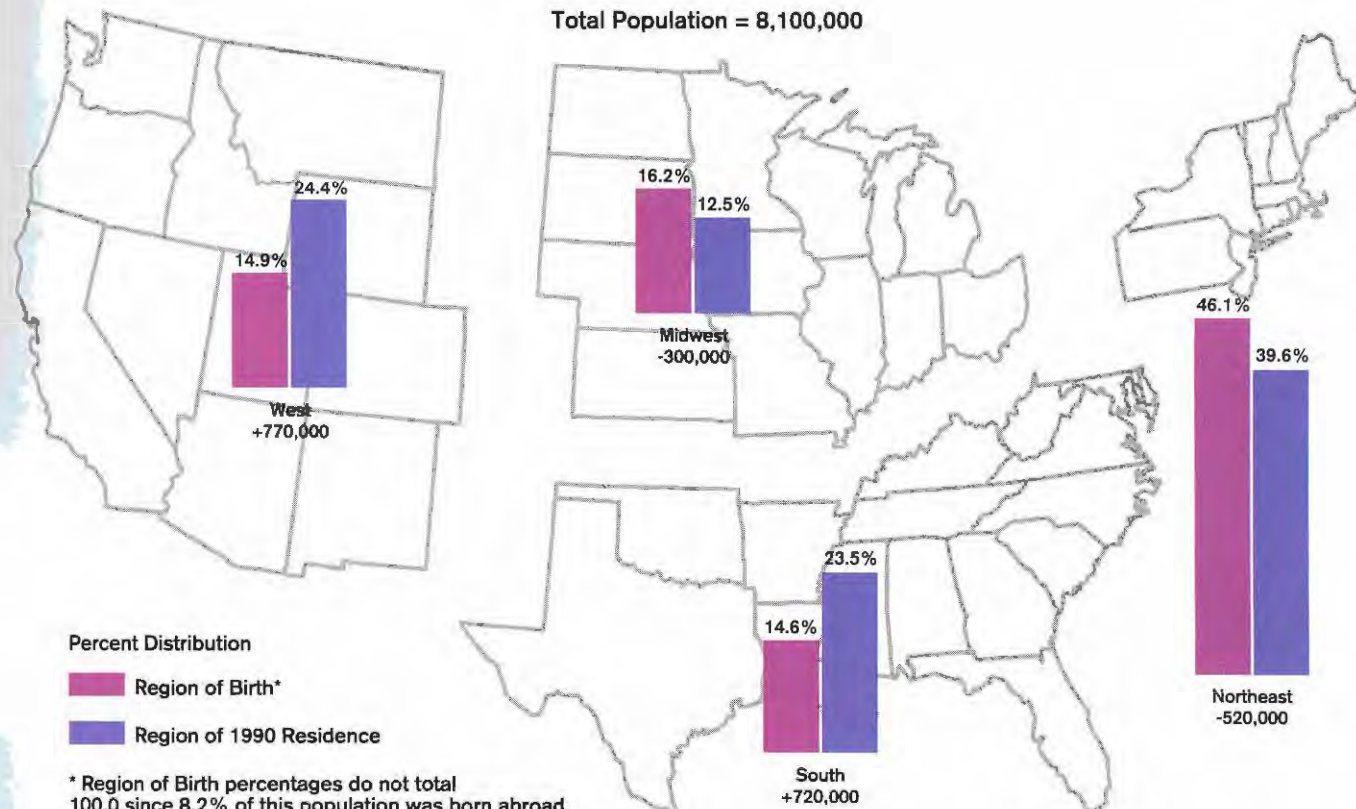 Total Population = 8,100,000
24.4%
14.9%
West
+770,000
16.2%
12.5%
Midwest
-300,000
46.1%
39.6%
Northeast
-520,000
23.5%
14.6%
South
+720,000
Percent Distribution
Region of Birth*
Region of 1990 Residence
* Region of Birth percentages do not total
100.0 since 8.2% of this population was born abroad